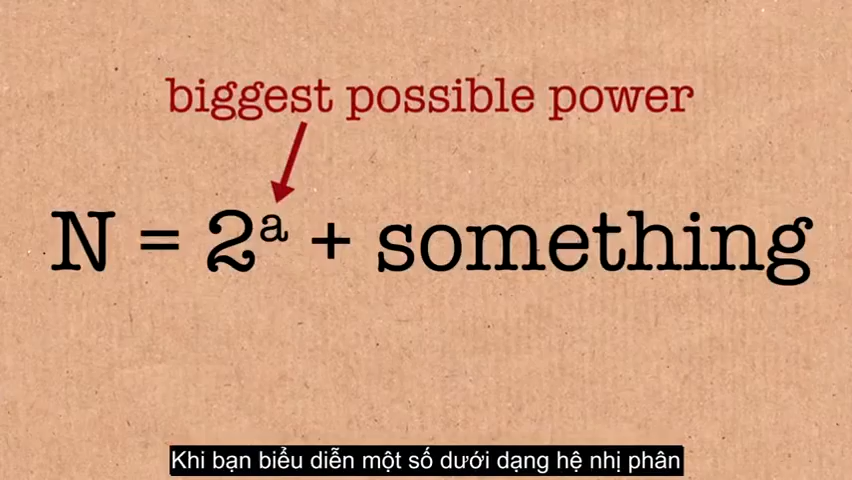 biggest possible power
N = 2ᵃ + something
Khi bạn biểu diễn một số dưới dạng hệ nhị phân